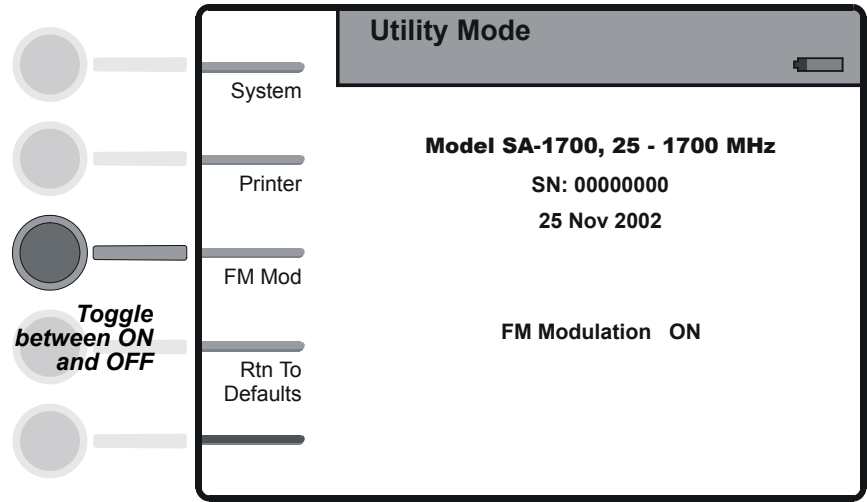 Utility Mode
System
Model SA-1700, 25 - 1700 MHz
Printer
SN: 00000000
25 Nov 2002
FM Mod
Toggle
between ON
and OFF
FM Modulation ON
Rtn To
Defaults